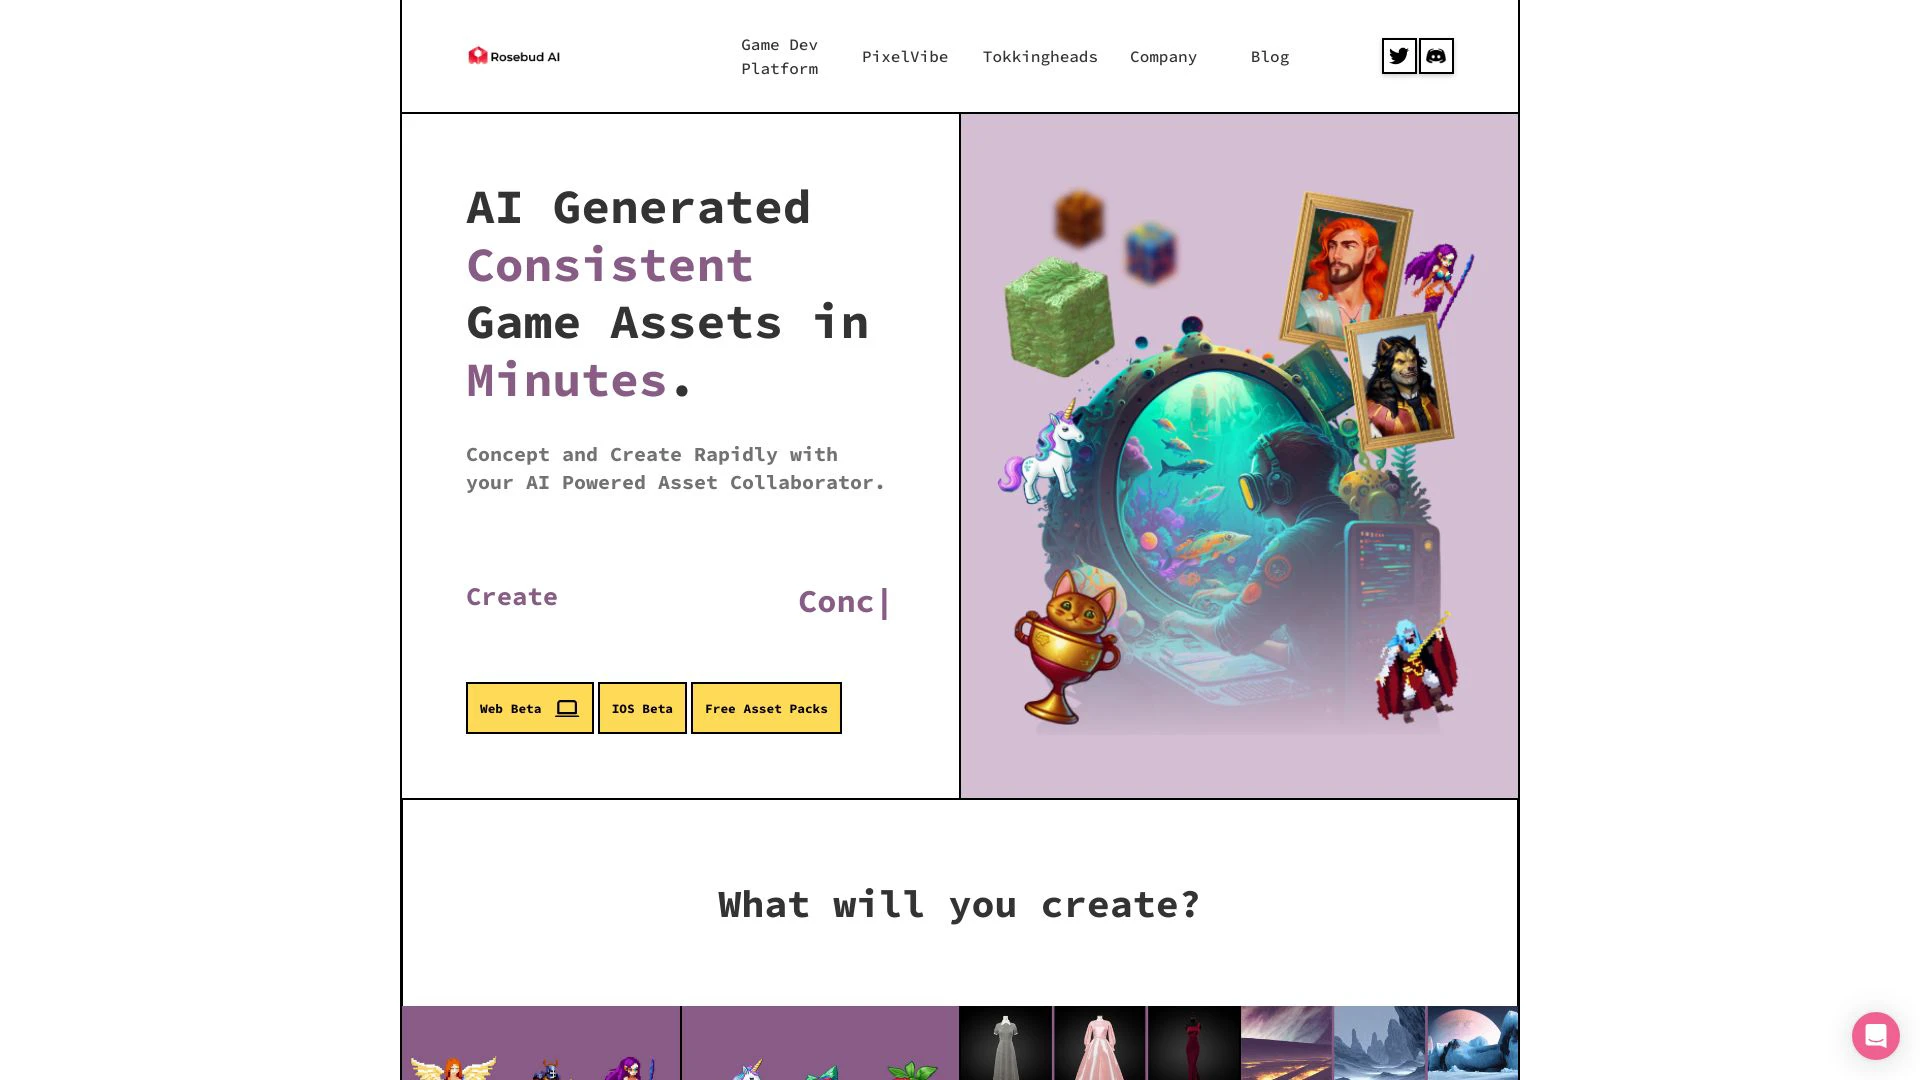 Rosebud AI
Game Dev
Platform
PixelVibe
Tokkingheads
Company
Blog
AI Generated
Consistent
Game Assets in
Minutes.
Concept and Create Rapidly with
your AI Powered Asset Collaborator.
Create
Conc|
Web Beta
IOS Beta
Free Asset Packs
What will you create?